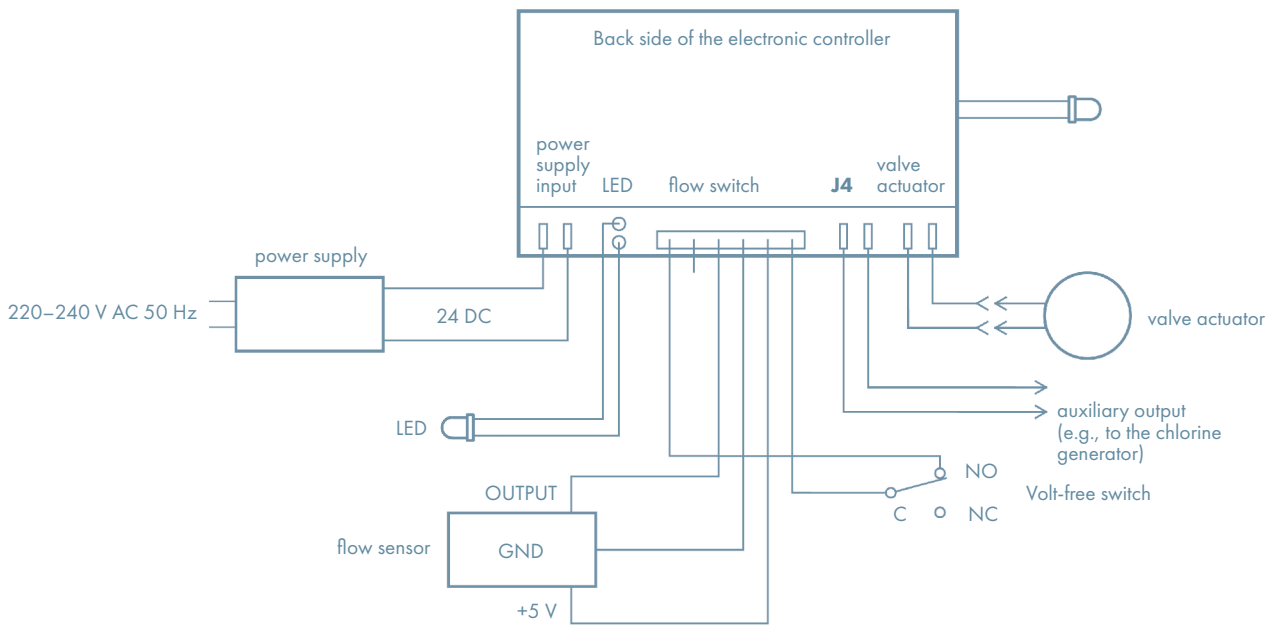 Back side of the electronic controller
power
supply
input
LED
flow switch
J4
valve
actuator
power supply
220–240 V AC 50 Hz
24 DC
valve actuator
LED
auxiliary output
(e.g., to the chlorine
generator)
NO
Volt-free switch
C
NC
OUTPUT
flow sensor
GND
+5 V